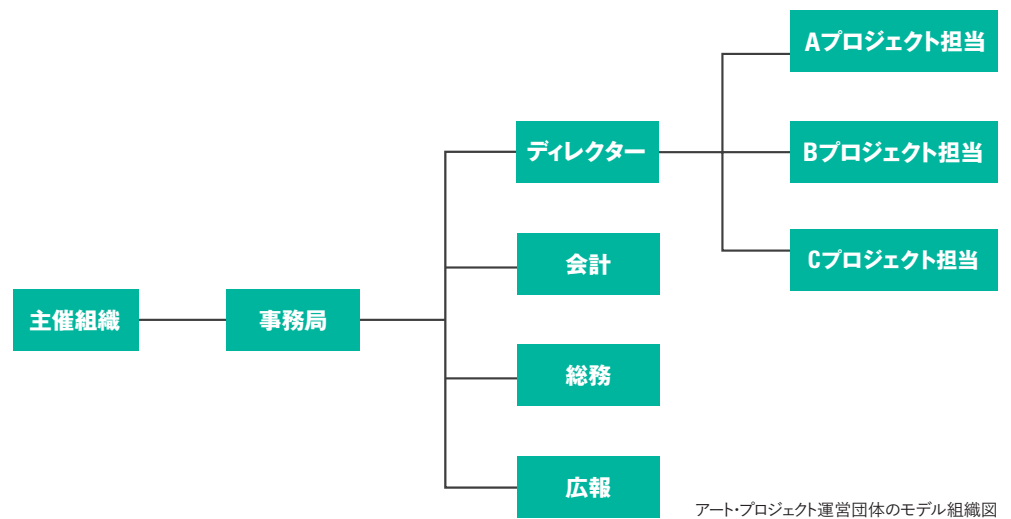 主催組織
事務局
ディレクター
会計
総務
広報
Aプロジェクト担当
Bプロジェクト担当
Cプロジェクト担当
アート・プロジェクト運営団体のモデル組織図